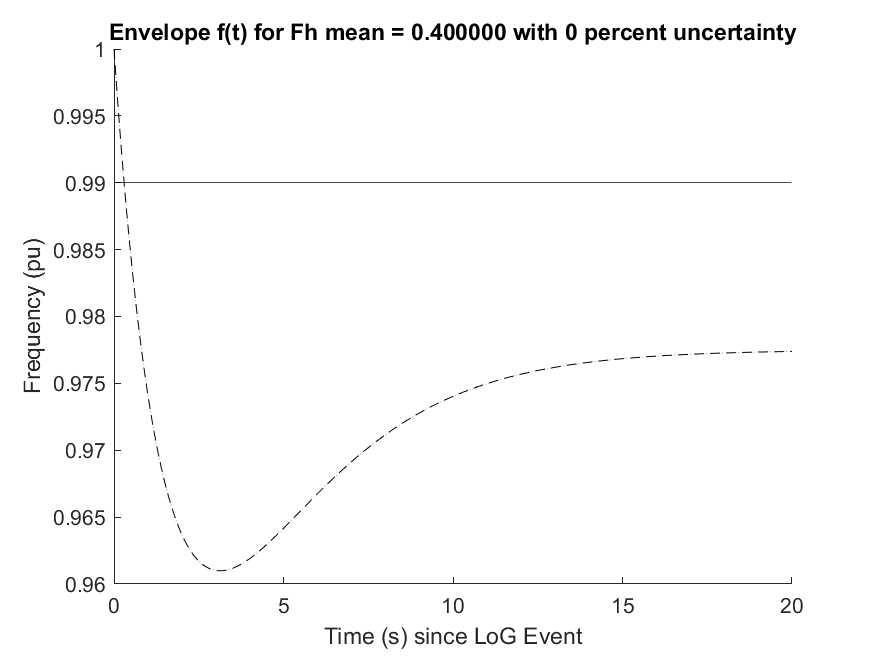 Envelope f(t) for Fh mean = 0.400000 with 0 percent uncertainty
1
0.995
0.99
0.985
0.98
0.975
0.97
0.965
0.96
Frequency (pu)
0 5 10 15 20
Time (s) since LoG Event